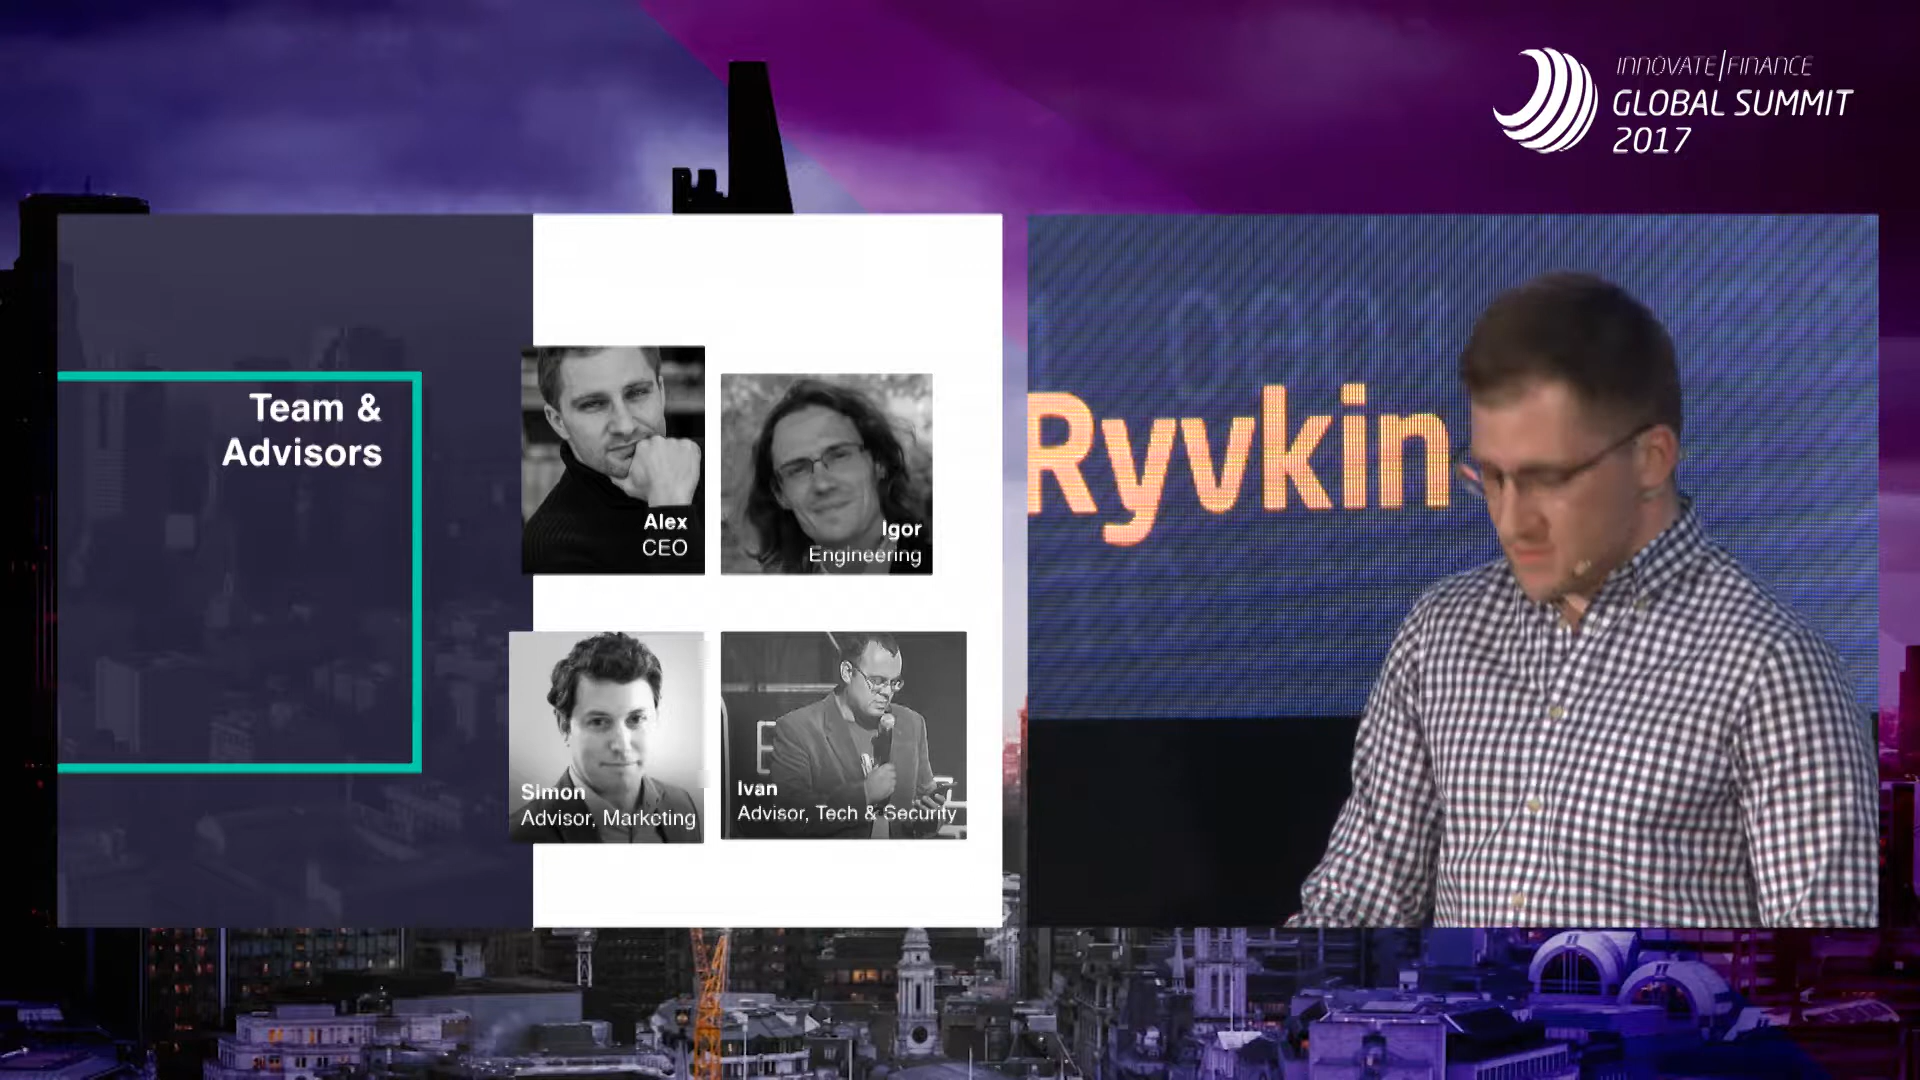 INNOVATE|FINANCE
GLOBAL SUMMIT
2017
Team &
Advisors
Alex
CEO
Igor
Engineering
Simon
Advisor, Marketing
Ivan
Advisor, Tech & Security
Ryvkin